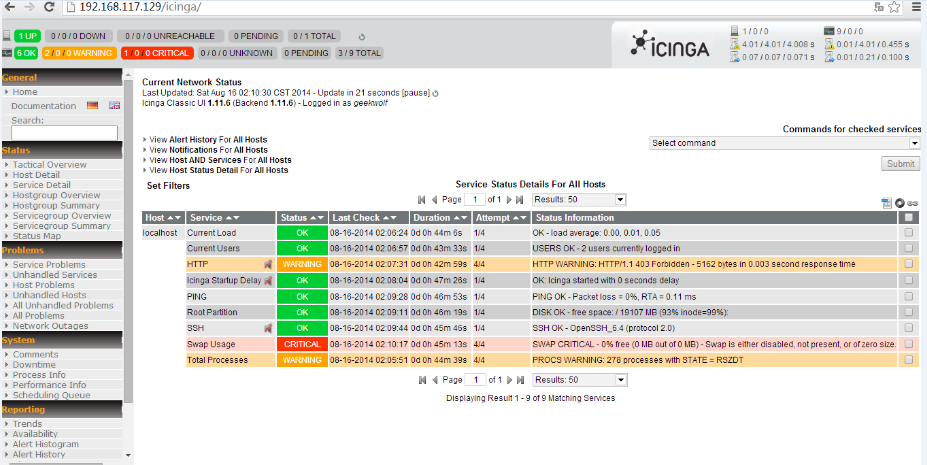 192.168.117.129/icinga/
1 UP 0 / 0 / 0 DOWN 0 / 0 / 0 UNREACHABLE 0 PENDING 0 / 1 TOTAL
6 OK 2 / 0 / 0 WARNING 1 / 0 / 0 CRITICAL 0 / 0 / 0 UNKNOWN 0 PENDING 3 / 9 TOTAL
ICINGA
1 / 0 / 0 9 / 0 / 0
4.01 / 4.01 / 4.008 s 0.01 / 4.01 / 0.455 s
0.07 / 0.07 / 0.071 s 0.01 / 0.21 / 0.100 s
General
Home
Documentation
Search:
Status
Tactical Overview
Host Detail
Service Detail
Hostgroup Overview
Hostgroup Summary
Servicegroup Overview
Servicegroup Summary
Status Map
Problems
Service Problems
Unhandled Services
Host Problems
Unhandled Hosts
All Unhandled Problems
All Problems
Network Outages
System
Comments
Downtime
Process Info
Performance Info
Scheduling Queue
Reporting
Trends
Availability
Alert Histogram
Alert History
Current Network Status
Last Updated: Sat Aug 16 02:10:30 CST 2014 - Update in 21 seconds [pause]
Icinga Classic UI 1.11.6 (Backend 1.11.6) - Logged in as geekwolf
View Alert History For All Hosts
View Notifications For All Hosts
View Host AND Services For All Hosts
View Host Status Detail For All Hosts
Commands for checked services
Select command
Submit
Set Filters
Service Status Details For All Hosts
Page 1 of 1 Results: 50
Host Service Status Last Check Duration Attempt Status Information
localhost Current Load OK 08-16-2014 02:06:24 0d 0h 44m 6s 1/4 OK - load average: 0.00, 0.01, 0.05
Current Users OK 08-16-2014 02:06:57 0d 0h 43m 33s 1/4 USERS OK - 2 users currently logged in
HTTP WARNING 08-16-2014 02:07:31 0d 0h 42m 59s 4/4 HTTP WARNING: HTTP/1.1 403 Forbidden - 5162 bytes in 0.003 second response time
Icinga Startup Delay OK 08-16-2014 02:08:04 0d 0h 47m 26s 1/4 OK: Icinga started with 0 seconds delay
PING OK 08-16-2014 02:09:28 0d 0h 46m 53s 1/4 PING OK - Packet loss = 0%, RTA = 0.11 ms
Root Partition OK 08-16-2014 02:09:11 0d 0h 46m 19s 1/4 DISK OK - free space: / 19107 MB (93% inode=99%):
SSH OK 08-16-2014 02:09:44 0d 0h 45m 46s 1/4 SSH OK - OpenSSH_6.4 (protocol 2.0)
Swap Usage CRITICAL 08-16-2014 02:10:17 0d 0h 45m 13s 4/4 SWAP CRITICAL - 0% free (0 MB out of 0 MB) - Swap is either disabled, not present, or of zero size.
Total Processes WARNING 08-16-2014 02:05:51 0d 0h 44m 39s 4/4 PROCS WARNING: 278 processes with STATE = RSZDT
Page 1 of 1 Results: 50
Displaying Result 1 - 9 of 9 Matching Services